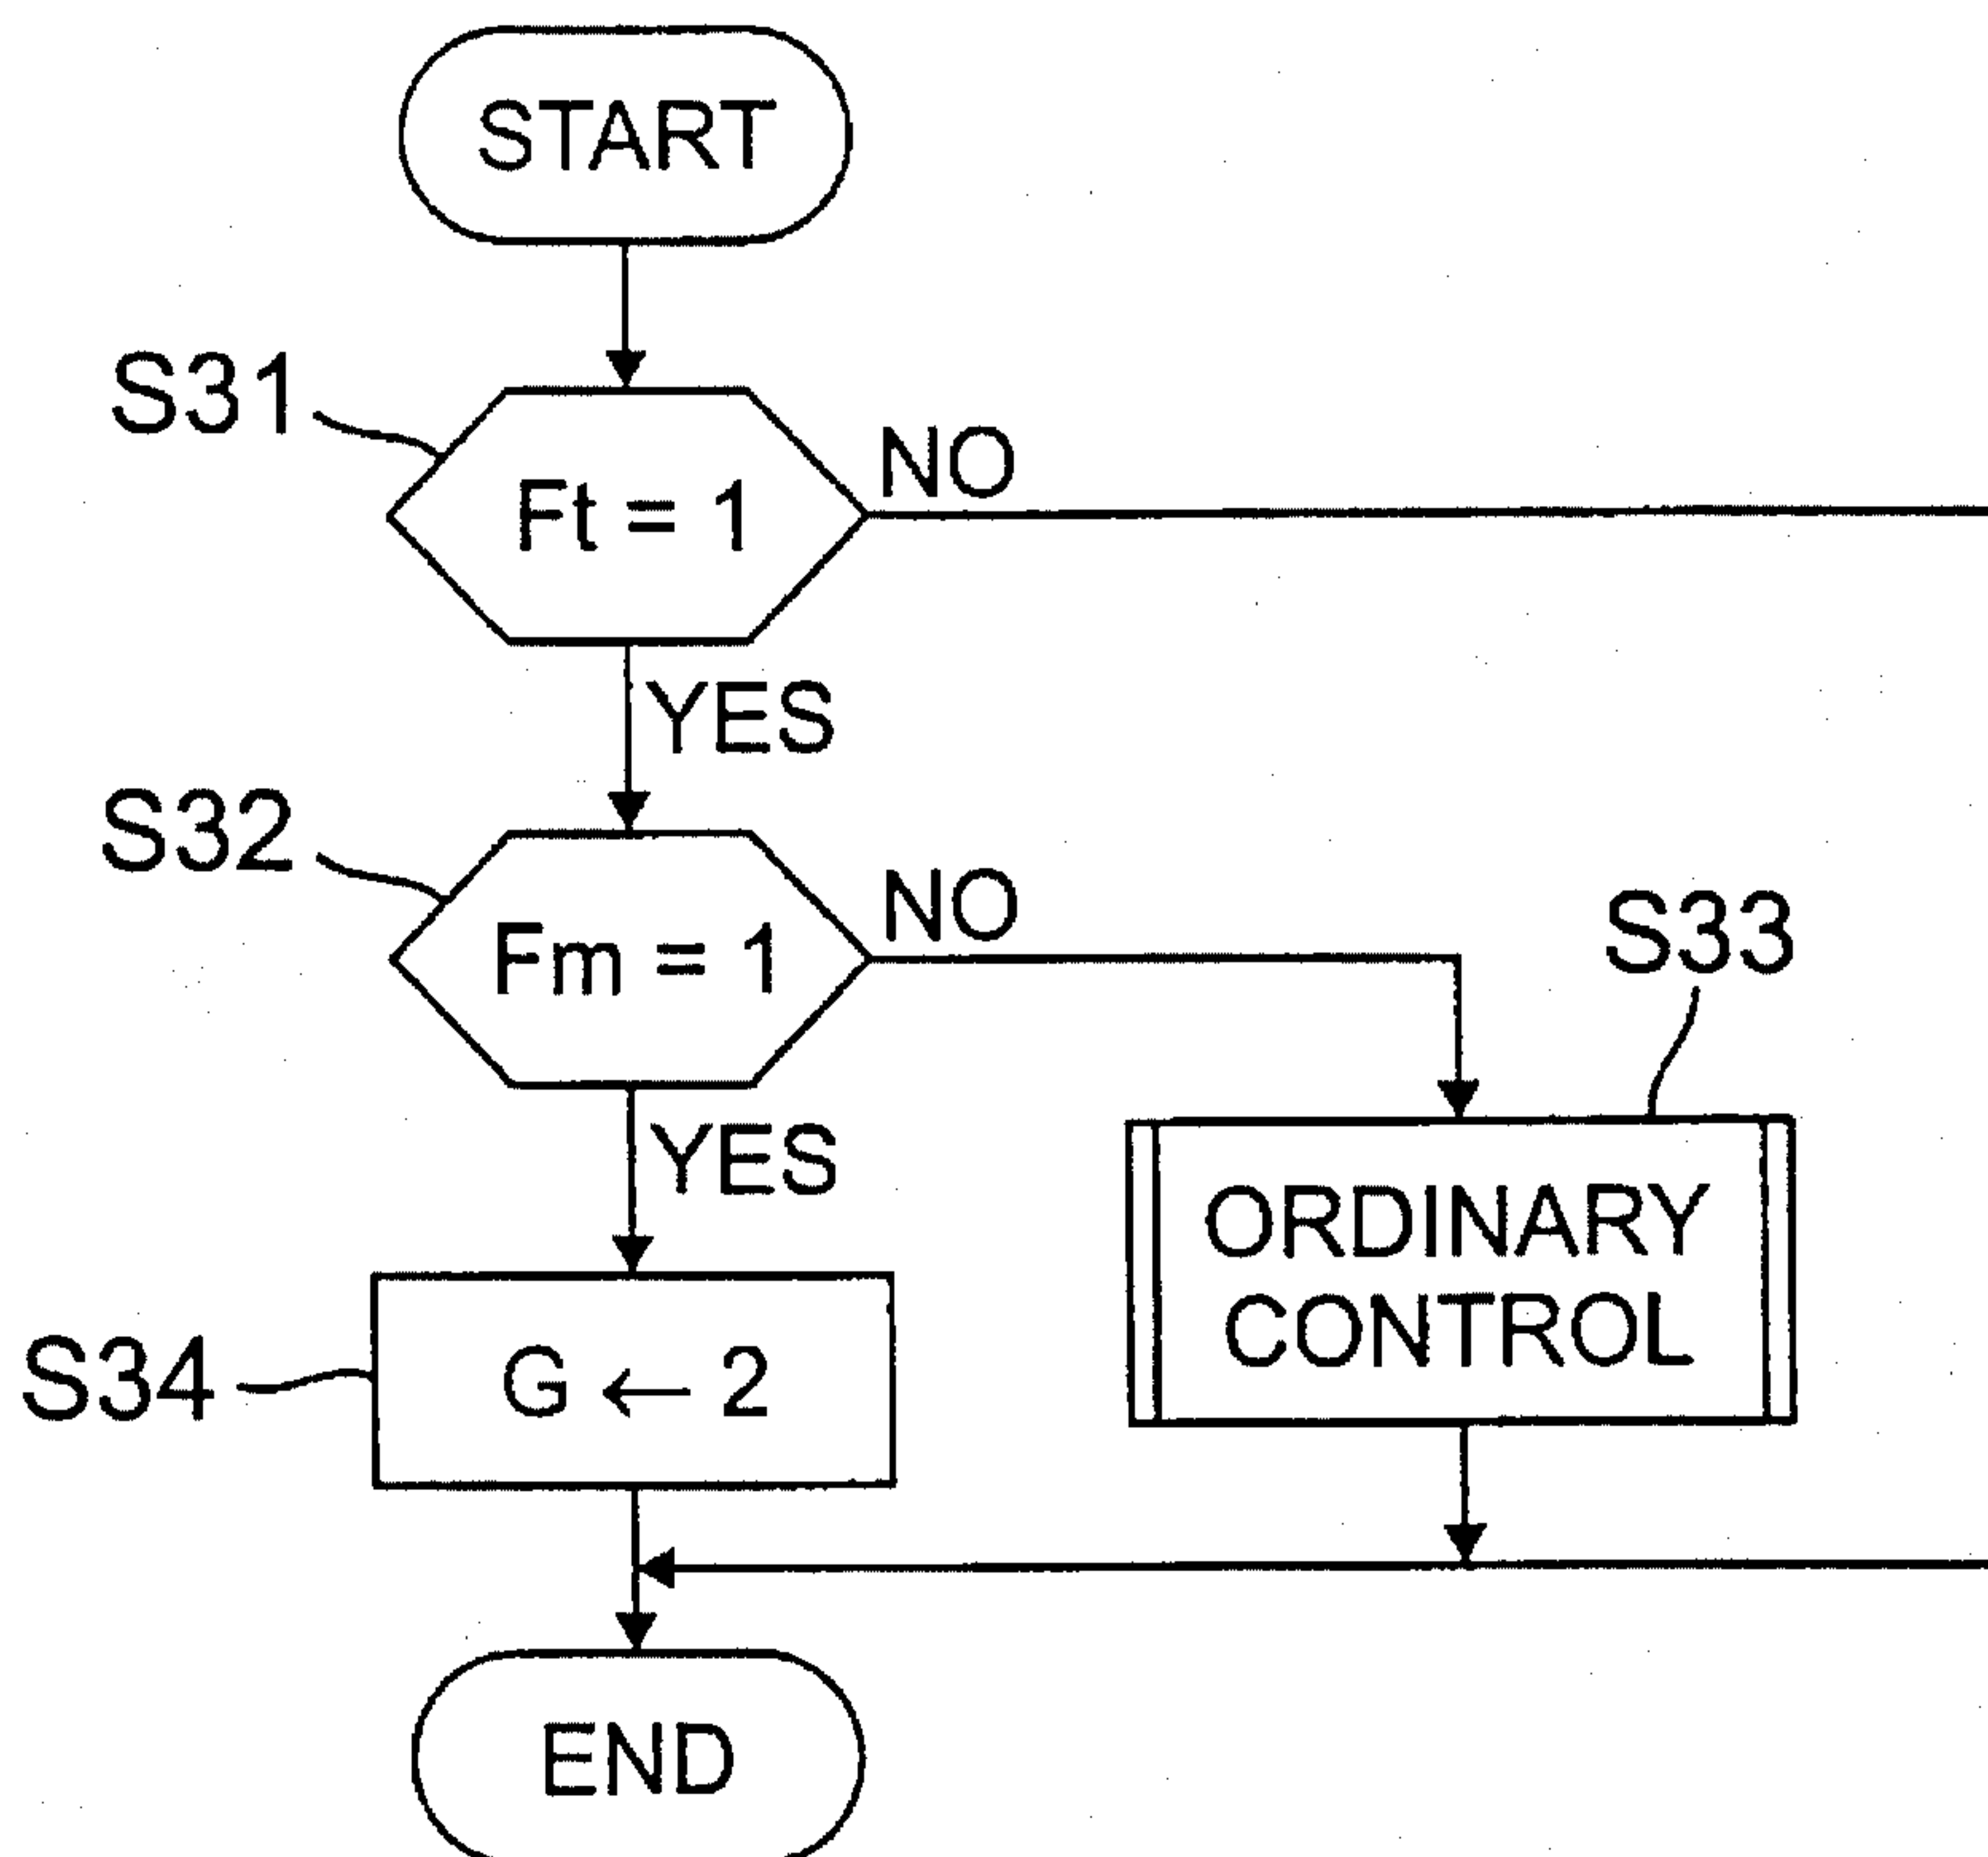 START
S31
Ft = 1
NO
YES
S32
Fm = 1
NO
S33
YES
ORDINARY
CONTROL
S34
G ← 2
END